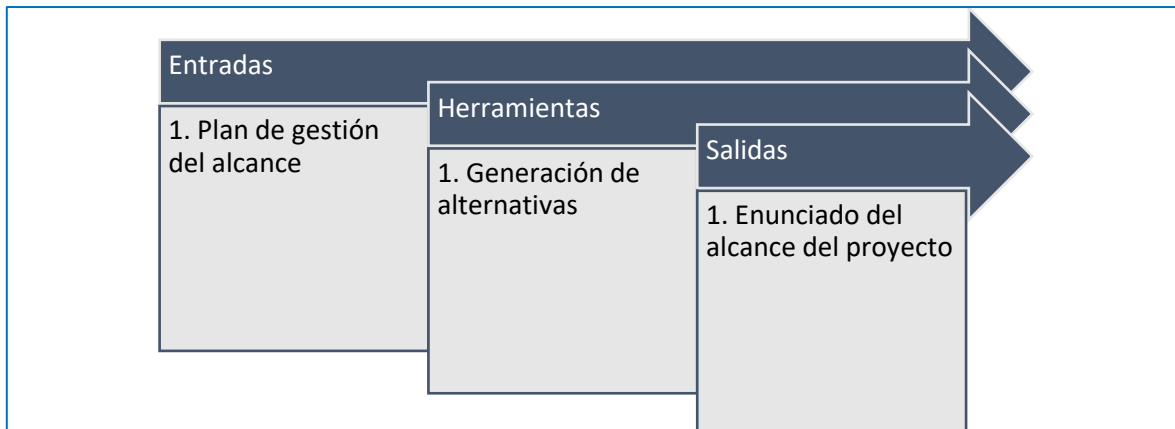 Entradas
1. Plan de gestión
del alcance
Herramientas
1. Generación de
alternativas
Salidas
1. Enunciado del
alcance del proyecto